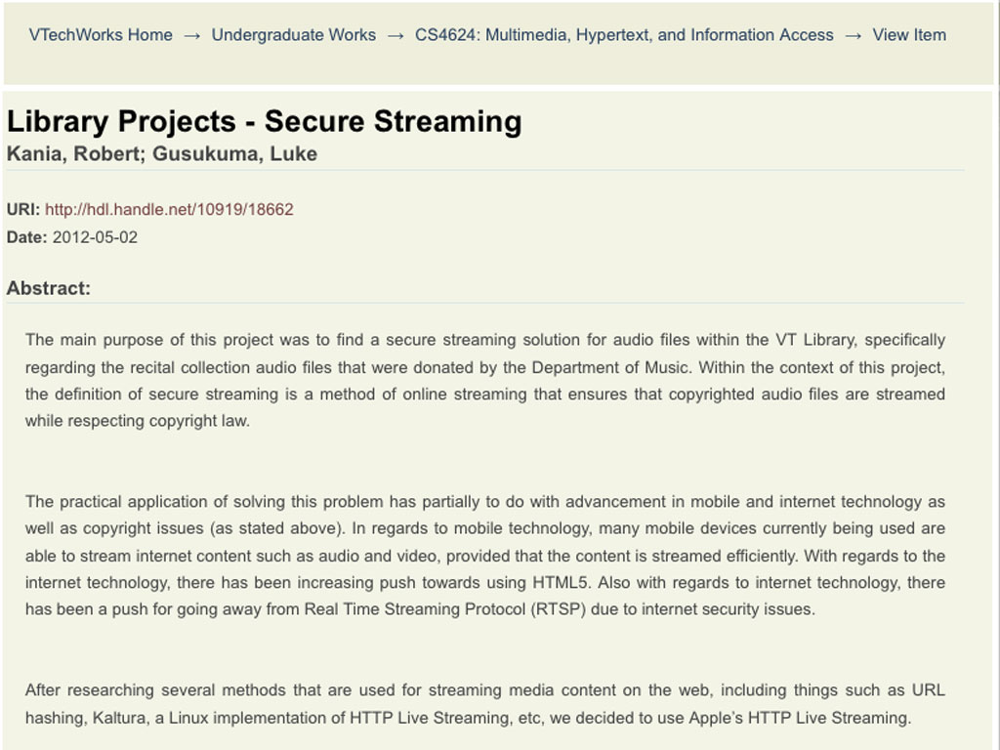 VTechWorks Home → Undergraduate Works → CS4624: Multimedia, Hypertext, and Information Access → View Item
Library Projects - Secure Streaming
Kania, Robert; Gusukuma, Luke
URI: http://hdl.handle.net/10919/18662
Date: 2012-05-02
Abstract:
The main purpose of this project was to find a secure streaming solution for audio files within the VT Library, specifically
regarding the recital collection audio files that were donated by the Department of Music. Within the context of this project,
the definition of secure streaming is a method of online streaming that ensures that copyrighted audio files are streamed
while respecting copyright law.
The practical application of solving this problem has partially to do with advancement in mobile and internet technology as
well as copyright issues (as stated above). In regards to mobile technology, many mobile devices currently being used are
able to stream internet content such as audio and video, provided that the content is streamed efficiently. With regards to the
internet technology, there has been increasing push towards using HTML5. Also with regards to internet technology, there
has been a push for going away from Real Time Streaming Protocol (RTSP) due to internet security issues.
After researching several methods that are used for streaming media content on the web, including things such as URL
hashing, Kaltura, a Linux implementation of HTTP Live Streaming, etc, we decided to use Apple's HTTP Live Streaming.